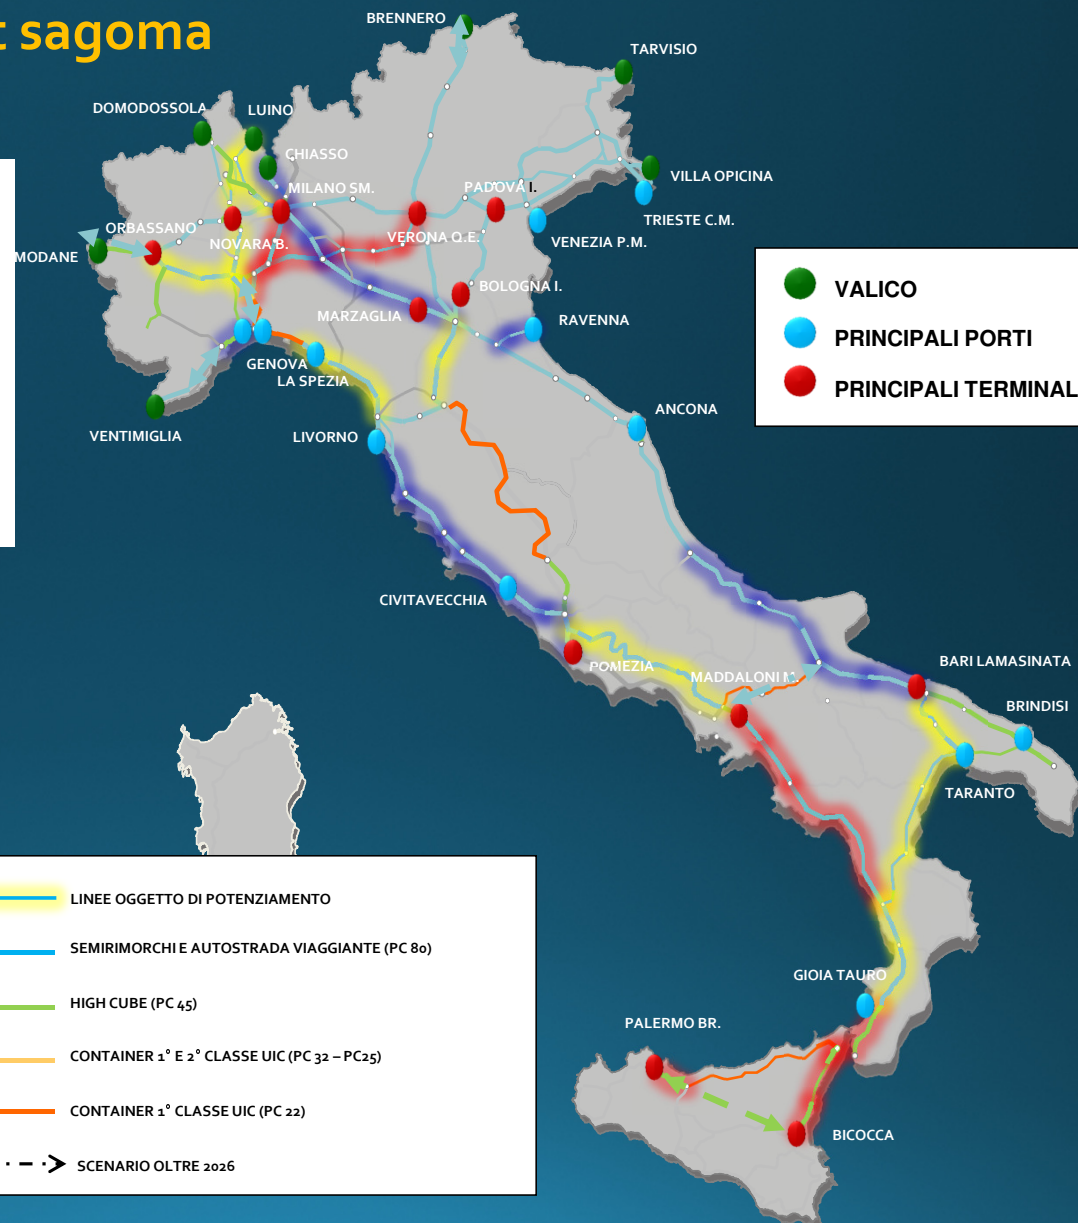 t sagoma
BRENNERO
TARVISIO
DOMODOSSOLA
LUINO
CHIASSO
MILANO SM.
PADOVA I.
VILLA OPICINA
TRIESTE C.M.
ORBASSANO
NOVARA B.
VERONA Q.E.
VENEZIA P.M.
MODANE
BOLOGNA I.
MARZAGLIA
RAVENNA
GENOVA
LA SPEZIA
VENTIMIGLIA
LIVORNO
ANCONA
VALICO
PRINCIPALI PORTI
PRINCIPALI TERMINAL
CIVITAVECCHIA
POMEZIA
MADDALONI M.
BARI LAMASINATA
BRINDISI
TARANTO
GIOIA TAURO
PALERMO BR.
BICOCCA
LINEE OGGETTO DI POTENZIAMENTO
SEMIRIMORCHI E AUTOSTRADA VIAGGIANTE (PC 80)
HIGH CUBE (PC 45)
CONTAINER 1° E 2° CLASSE UIC (PC 32 – PC25)
CONTAINER 1° CLASSE UIC (PC 22)
SCENARIO OLTRE 2026